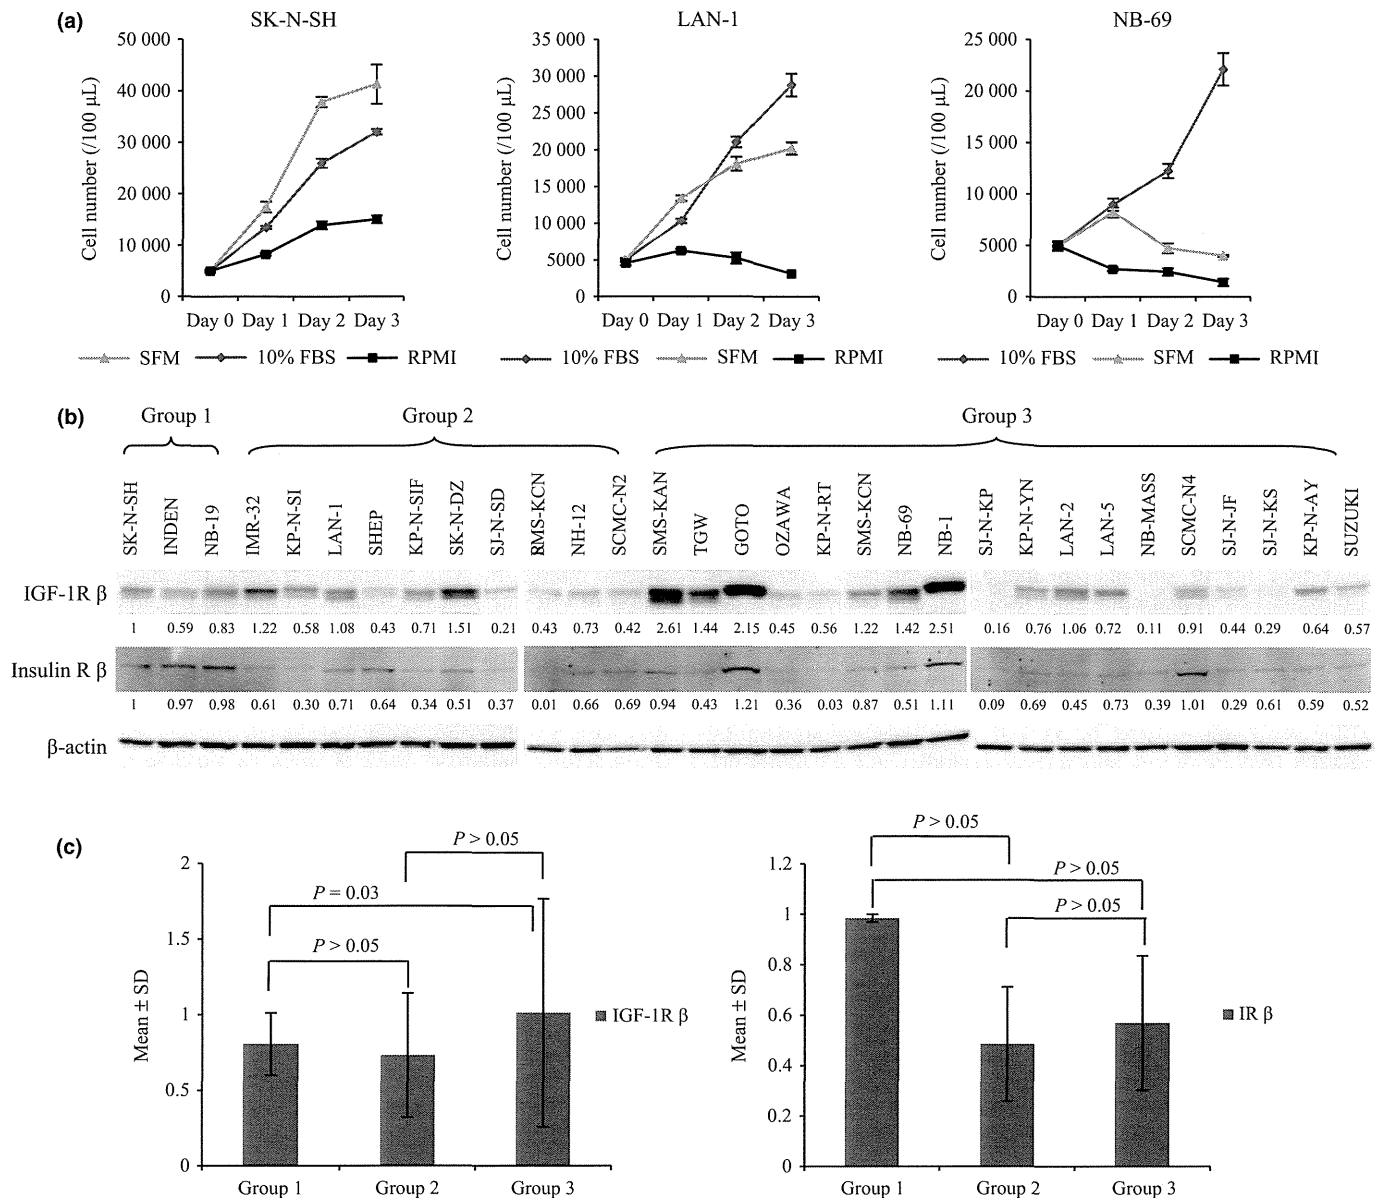 (a)
SK-N-SH
LAN-1
NB-69
Cell number (/100 µL)
50 000
40 000
30 000
20 000
10 000
0
Day 0 Day 1 Day 2 Day 3
SFM 10% FBS RPMI
Cell number (/100 µL)
35 000
30 000
25 000
20 000
15 000
10 000
5000
0
Day 0 Day 1 Day 2 Day 3
10% FBS SFM RPMI
Cell number (/100 µL)
25 000
20 000
15 000
10 000
5000
0
Day 0 Day 1 Day 2 Day 3
10% FBS SFM RPMI
(b)
Group 1 Group 2 Group 3
SK-N-SH
INDEN
NB-19
IMR-32
KP-N-SI
LAN-1
SHEP
KP-N-SIF
SK-N-DZ
SJ-N-SD
RMS-KCN
NH-12
SCMC-N2
SMS-KAN
TGW
GOTO
OZAWA
KP-N-RT
SMS-KCN
NB-69
NB-1
SJ-N-KP
KP-N-YN
LAN-2
LAN-5
NB-MASS
SCMC-N4
SJ-N-JF
SJ-N-KS
KP-N-AY
SUZUKI
IGF-1R β
1 0.59 0.83 1.22 0.58 1.08 0.43 0.71 1.51 0.21 0.43 0.73 0.42 2.61 1.44 2.15 0.45 0.56 1.22 1.42 2.51 0.16 0.76 1.06 0.72 0.11 0.91 0.44 0.29 0.64 0.57
Insulin R β
1 0.97 0.98 0.61 0.30 0.71 0.64 0.34 0.51 0.37 0.01 0.66 0.69 0.94 0.43 1.21 0.36 0.03 0.87 0.51 1.11 0.09 0.69 0.45 0.73 0.39 1.01 0.29 0.61 0.59 0.52
β-actin
(c)
Mean ± SD
2
1.5
1
0.5
0
P > 0.05
P = 0.03
P > 0.05
IGF-1R β
Group 1 Group 2 Group 3
Mean ± SD
1.2
1
0.8
0.6
0.4
0.2
0
P > 0.05
P > 0.05
P > 0.05
IR β
Group 1 Group 2 Group 3